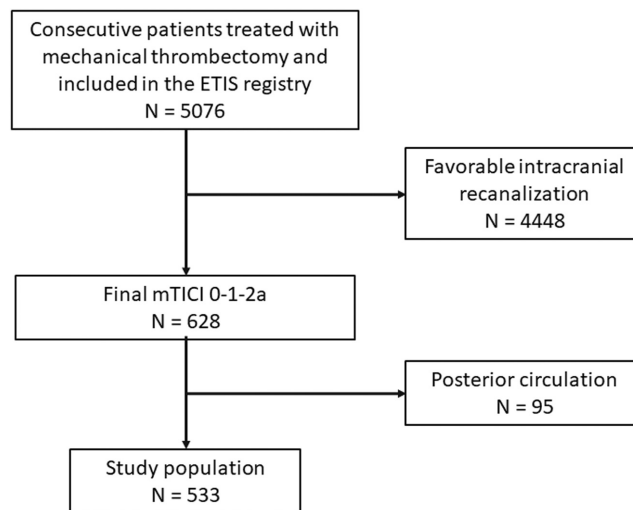 Consecutive patients treated with
mechanical thrombectomy and
included in the ETIS registry
N = 5076
Favorable intracranial
recanalization
N = 4448
Final mTICI 0-1-2a
N = 628
Posterior circulation
N = 95
Study population
N = 533